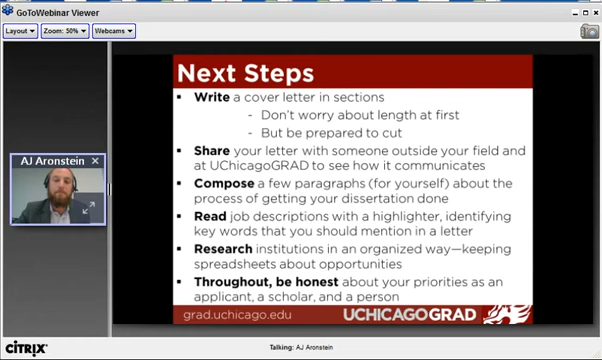 GoToWebinar Viewer
Layout
Zoom: 50%
Webcams
AJ Aronstein
Next Steps
▪ Write a cover letter in sections
- Don't worry about length at first
- But be prepared to cut
▪ Share your letter with someone outside your field and
at UChicagoGRAD to see how it communicates
▪ Compose a few paragraphs (for yourself) about the
process of getting your dissertation done
▪ Read job descriptions with a highlighter, identifying
key words that you should mention in a letter
▪ Research institutions in an organized way—keeping
spreadsheets about opportunities
▪ Throughout, be honest about your priorities as an
applicant, a scholar, and a person
grad.uchicago.edu
UCHICAGOGRAD
CITRIX
Talking: AJ Aronstein